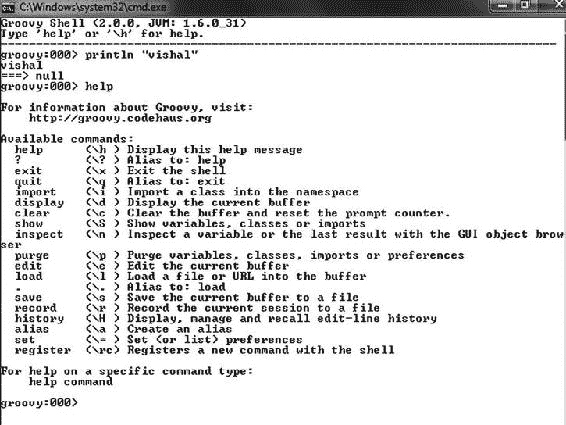 C:\Windows\system32\cmd.exe
Groovy Shell (2.0.0, JVM: 1.6.0_31)
Type 'help' or '\h' for help.
-------------------------------------------------------------------------------
groovy:000> println "vishal"
vishal
===> null
groovy:000> help
For information about Groovy, visit:
    http://groovy.codehaus.org
Available commands:
  help      (\h ) Display this help message
  ?         (\? ) Alias to: help
  exit      (\x ) Exit the shell
  quit      (\q ) Alias to: exit
  import    (\i ) Import a class into the namespace
  display   (\d ) Display the current buffer
  clear     (\c ) Clear the buffer and reset the prompt counter.
  show      (\S ) Show variables, classes or imports
  inspect   (\n ) Inspect a variable or the last result with the GUI object brow
ser
  purge     (\p ) Purge variables, classes, imports or preferences
  edit      (\e ) Edit the current buffer
  load      (\l ) Load a file or URL into the buffer
  .         (\. ) Alias to: load
  save      (\s ) Save the current buffer to a file
  record    (\r ) Record the current session to a file
  history   (\H ) Display, manage and recall edit-line history
  alias     (\a ) Create an alias
  set       (\= ) Set (or list) preferences
  register  (\rc) Registers a new command with the shell
For help on a specific command type:
    help command
groovy:000>